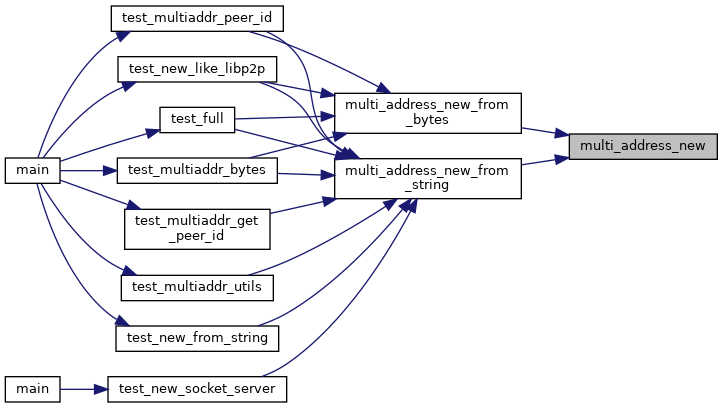 test_multiaddr_peer_id
test_new_like_libp2p
multi_address_new_from
_bytes
test_full
multi_address_new
main
test_multiaddr_bytes
multi_address_new_from
_string
test_multiaddr_get
_peer_id
test_multiaddr_utils
test_new_from_string
main
test_new_socket_server